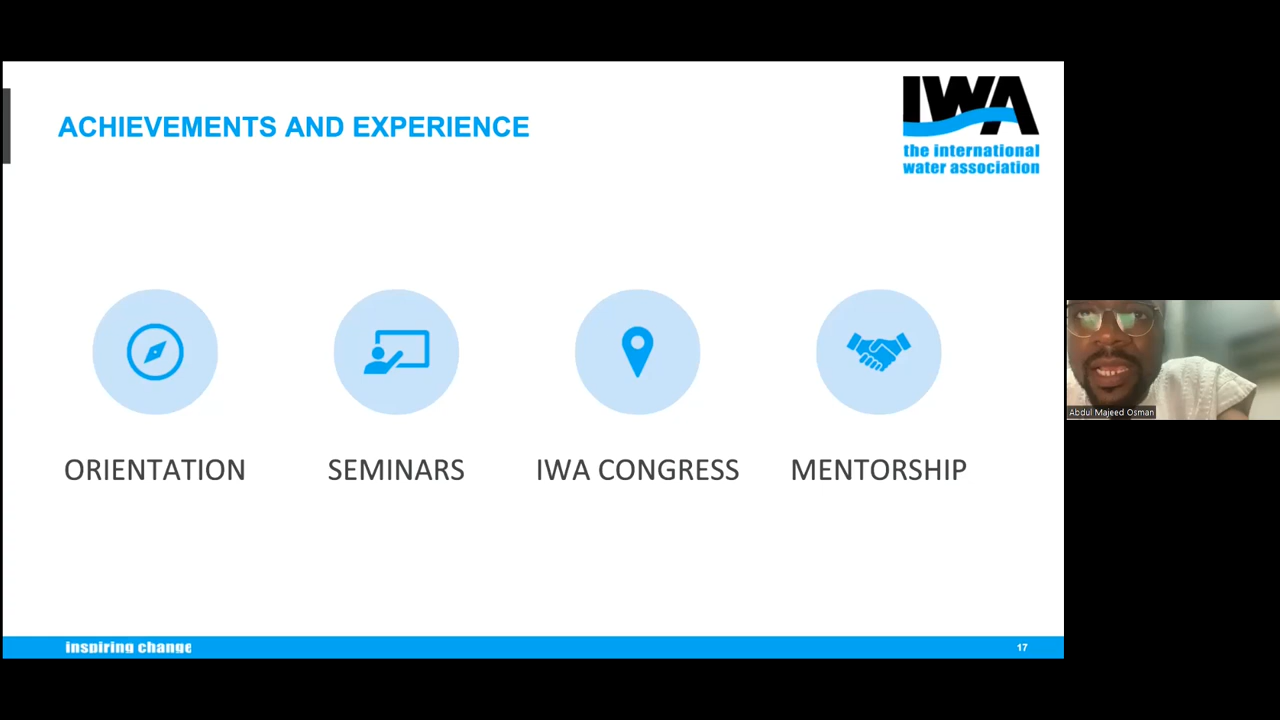 ACHIEVEMENTS AND EXPERIENCE
IWA
the international
water association
ORIENTATION
SEMINARS
IWA CONGRESS
MENTORSHIP
Abdul Majeed Osman
inspiring change
17